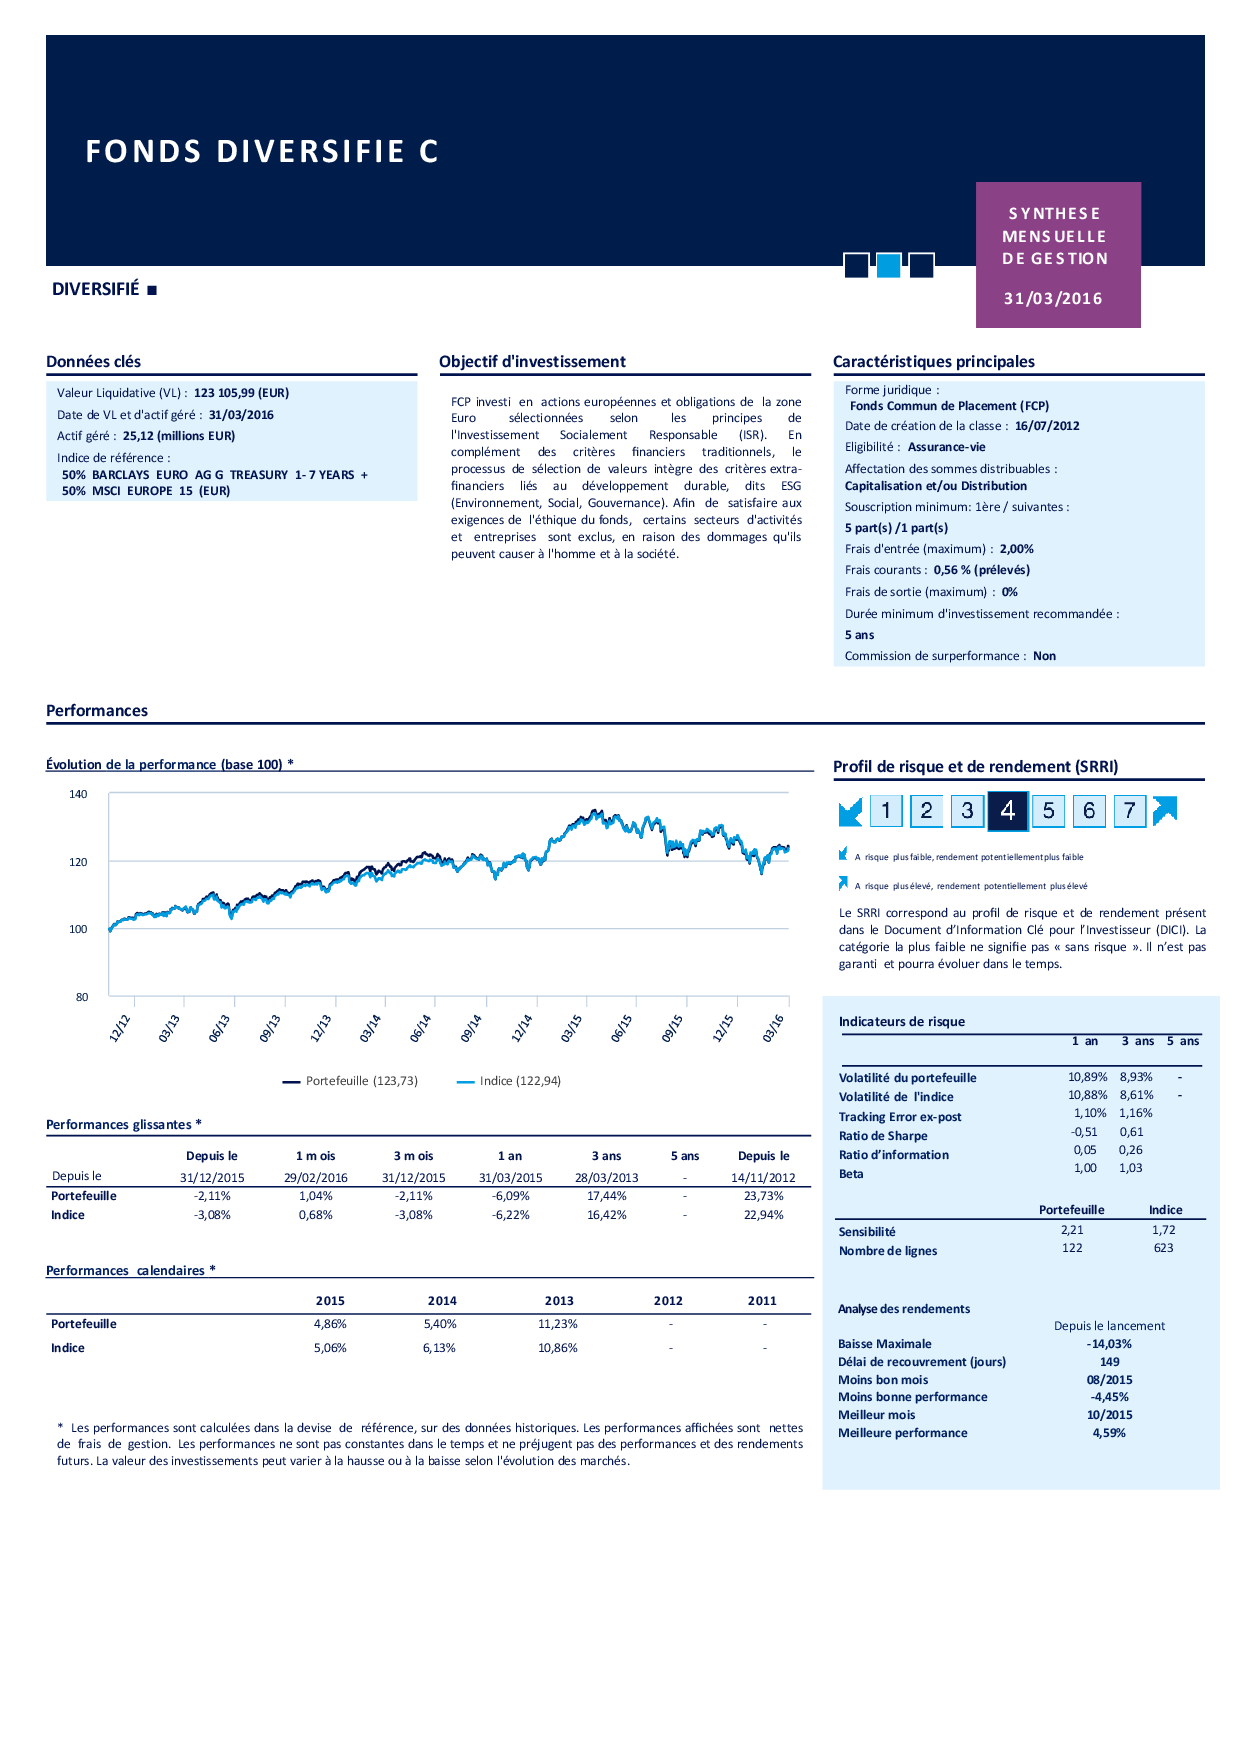 FONDS DIVERSIFIE C
SYNTHESE
MENSUELLE
DE GESTION
31/03/2016
DIVERSIFIÉ ■
Données clés
Valeur Liquidative (VL) : 123 105,99 (EUR)
Date de VL et d'actif géré : 31/03/2016
Actif géré : 25,12 (millions EUR)
Indice de référence :
50% BARCLAYS EURO AGG TREASURY 1-7 YEARS +
50% MSCI EUROPE 15 (EUR)
Objectif d'investissement
FCP investi en actions européennes et obligations de la zone
Euro sélectionnées selon les principes de
l'Investissement Socialement Responsable (ISR). En
complément des critères financiers traditionnels, le
processus de sélection de valeurs intègre des critères extra-
financiers liés au développement durable, dits ESG
(Environnement, Social, Gouvernance). Afin de satisfaire aux
exigences de l'éthique du fonds, certains secteurs d'activités
et entreprises sont exclus, en raison des dommages qu'ils
peuvent causer à l'homme et à la société.
Caractéristiques principales
Forme juridique :
Fonds Commun de Placement (FCP)
Date de création de la classe : 16/07/2012
Eligibilité : Assurance-vie
Affectation des sommes distribuables :
Capitalisation et/ou Distribution
Souscription minimum: 1ère / suivantes :
5 part(s) /1 part(s)
Frais d'entrée (maximum) : 2,00%
Frais courants : 0,56 % (prélevés)
Frais de sortie (maximum) : 0%
Durée minimum d'investissement recommandée :
5 ans
Commission de surperformance : Non
Performances
Évolution de la performance (base 100) *
140
120
100
80
12/12 03/13 06/13 09/13 12/13 03/14 06/14 09/14 12/14 03/15 06/15 09/15 12/15 03/16
Portefeuille (123,73) Indice (122,94)
Performances glissantes *
Depuis le 1 mois 3 mois 1 an 3 ans 5 ans Depuis le
Depuis le 31/12/2015 29/02/2016 31/12/2015 31/03/2015 28/03/2013 - 14/11/2012
Portefeuille -2,11% 1,04% -2,11% -6,09% 17,44% - 23,73%
Indice -3,08% 0,68% -3,08% -6,22% 16,42% - 22,94%
Performances calendaires *
2015 2014 2013 2012 2011
Portefeuille 4,86% 5,40% 11,23% - -
Indice 5,06% 6,13% 10,86% - -
* Les performances sont calculées dans la devise de référence, sur des données historiques. Les performances affichées sont nettes
de frais de gestion. Les performances ne sont pas constantes dans le temps et ne préjugent pas des performances et des rendements
futurs. La valeur des investissements peut varier à la hausse ou à la baisse selon l'évolution des marchés.
Profil de risque et de rendement (SRRI)
1 2 3 4 5 6 7
A risque plus faible, rendement potentiellement plus faible
A risque plus élevé, rendement potentiellement plus élevé
Le SRRI correspond au profil de risque et de rendement présent
dans le Document d’Information Clé pour l’Investisseur (DICI). La
catégorie la plus faible ne signifie pas « sans risque ». Il n’est pas
garanti et pourra évoluer dans le temps.
Indicateurs de risque
1 an 3 ans 5 ans
Volatilité du portefeuille 10,89% 8,93% -
Volatilité de l'indice 10,88% 8,61% -
Tracking Error ex-post 1,10% 1,16%
Ratio de Sharpe -0,51 0,61
Ratio d’information 0,05 0,26
Beta 1,00 1,03
Portefeuille Indice
Sensibilité 2,21 1,72
Nombre de lignes 122 623
Analyse des rendements
Depuis le lancement
Baisse Maximale -14,03%
Délai de recouvrement (jours) 149
Moins bon mois 08/2015
Moins bonne performance -4,45%
Meilleur mois 10/2015
Meilleure performance 4,59%